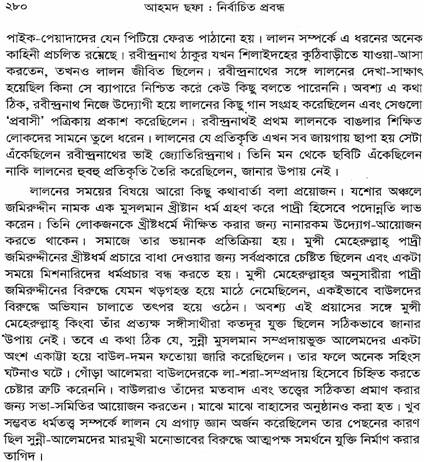 ২৮০ আহমদ ছফা : নির্বাচিত প্রবন্ধ
পাইক-পেয়াদাদের যেন পিটিয়ে ফেরত পাঠানো হয়। লালন সম্পর্কে এ ধরনের অনেক
কাহিনী প্রচলিত রয়েছে। রবীন্দ্রনাথ ঠাকুর যখন শিলাইদহের কুঠিবাড়ীতে যাওয়া-আসা
করতেন, তখনও লালন জীবিত ছিলেন। রবীন্দ্রনাথের সঙ্গে লালনের দেখা-সাক্ষাৎ
হয়েছিল কিনা সে ব্যাপারে নিশ্চিত করে কেউ কিছু বলতে পারেননি। অবশ্য এ কথা
ঠিক, রবীন্দ্রনাথ নিজে উদ্যোগী হয়ে লালনের কিছু গান সংগ্রহ করেছিলেন এবং সেগুলো
'প্রবাসী' পত্রিকায় প্রকাশ করেছিলেন। রবীন্দ্রনাথই প্রথম লালনকে বাঙলার শিক্ষিত
লোকদের সামনে তুলে ধরেন। লালনের যে প্রতিকৃতি এখন সব জায়গায় ছাপা হয় সেটা
এঁকেছিলেন রবীন্দ্রনাথের ভাই জ্যোতিরিন্দ্রনাথ। তিনি মন থেকে ছবিটি এঁকেছিলেন
নাকি লালনের হুবহু প্রতিকৃতি তৈরি করেছিলেন, জানার উপায় নেই।
লালনের সময়ের বিষয়ে আরো কিছু কথাবার্তা বলা প্রয়োজন। যশোর অঞ্চলে
জমিরুদ্দীন নামক এক মুসলমান খ্রীষ্টান ধর্ম গ্রহণ করে পাদ্রী হিসেবে পদোন্নতি লাভ
করেন। তিনি লোকজনকে খ্রীষ্টধর্মে দীক্ষিত করার জন্য নানারকম উদ্যোগ-আয়োজন
করতে থাকেন। সমাজে তার ভয়ানক প্রতিক্রিয়া হয়। মুন্সী মেহেরুল্লাহ্ পাদ্রী
জমিরুদ্দীনের খ্রীষ্টধর্ম প্রচারে বাধা দেওয়ার জন্য সর্বপ্রকারে চেষ্টিত ছিলেন এবং একটা
সময়ে মিশনারিদের ধর্মপ্রচার বন্ধ করতে হয়। মুন্সী মেহেরুল্লাহ্‌র অনুসারীরা পাদ্রী
জমিরুদ্দীনের বিরুদ্ধে যেমন খড়গহস্ত হয়ে মাঠে নেমেছিলেন, একইভাবে বাউলদের
বিরুদ্ধে অভিযান চালাতে তৎপর হয়ে ওঠেন। অবশ্য এই প্রয়াসের সঙ্গে মুন্সী
মেহেরুল্লাহ্ কিংবা তাঁর প্রত্যক্ষ সঙ্গীসাথীরা কতদূর যুক্ত ছিলেন সঠিকভাবে জানার
উপায় নেই। তবে এ কথা ঠিক যে, সুন্নী মুসলমান সম্প্রদায়ভুক্ত আলেমদের একটা
অংশ একাট্টা হয়ে বাউল-দমন ফতোয়া জারি করেছিলেন। তার ফলে অনেক সহিংস
ঘটনাও ঘটে। গোঁড়া আলেমরা বাউলদেরকে লা-শরা-সম্প্রদায় হিসেবে চিহ্নিত করতে
চেষ্টার ত্রুটি করেননি। বাউলরাও তাঁদের মতবাদ এবং তত্ত্বের সঠিকতা প্রমাণ করার
জন্য সভা-সমিতির আয়োজন করতেন। মাঝে মাঝে বাহাসের অনুষ্ঠানও করা হত। খুব
সম্ভবত ধর্মতত্ত্ব সম্পর্কে লালন যে প্রগাঢ় জ্ঞান অর্জন করেছিলেন তার পেছনের কারণ
ছিল সুন্নী-আলেমদের মারমুখী মনোভাবের বিরুদ্ধে আত্মপক্ষ সমর্থনে যুক্তি নির্মাণ করার
তাগিদ।